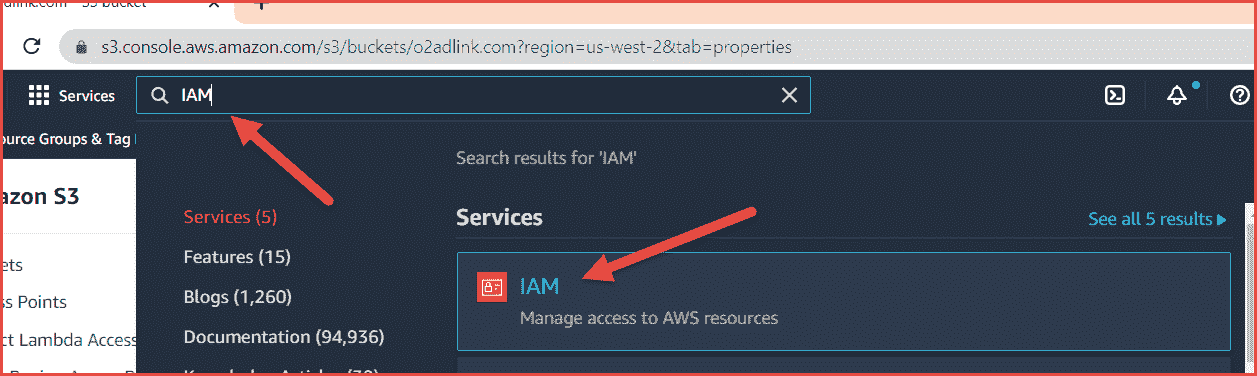 adlink.com - S3 bucket
s3.console.aws.amazon.com/s3/buckets/o2adlink.com?region=us-west-2&tab=properties
Services
IAM
ource Groups & Tag
Search results for 'IAM'
azon S3
Services (5)
Services
See all 5 results
Features (15)
ets
IAM
Blogs (1,260)
ss Points
Manage access to AWS resources
Documentation (94,936)
ct Lambda Access